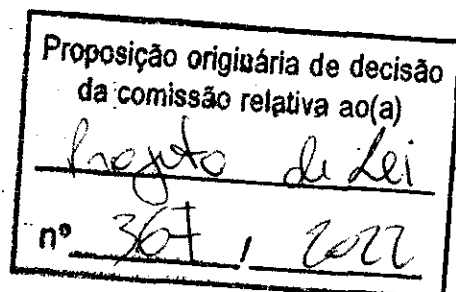 Proposição originária de decisão
da comissão relativa ao(a)
Projeto de Lei
nº 367 / 2022